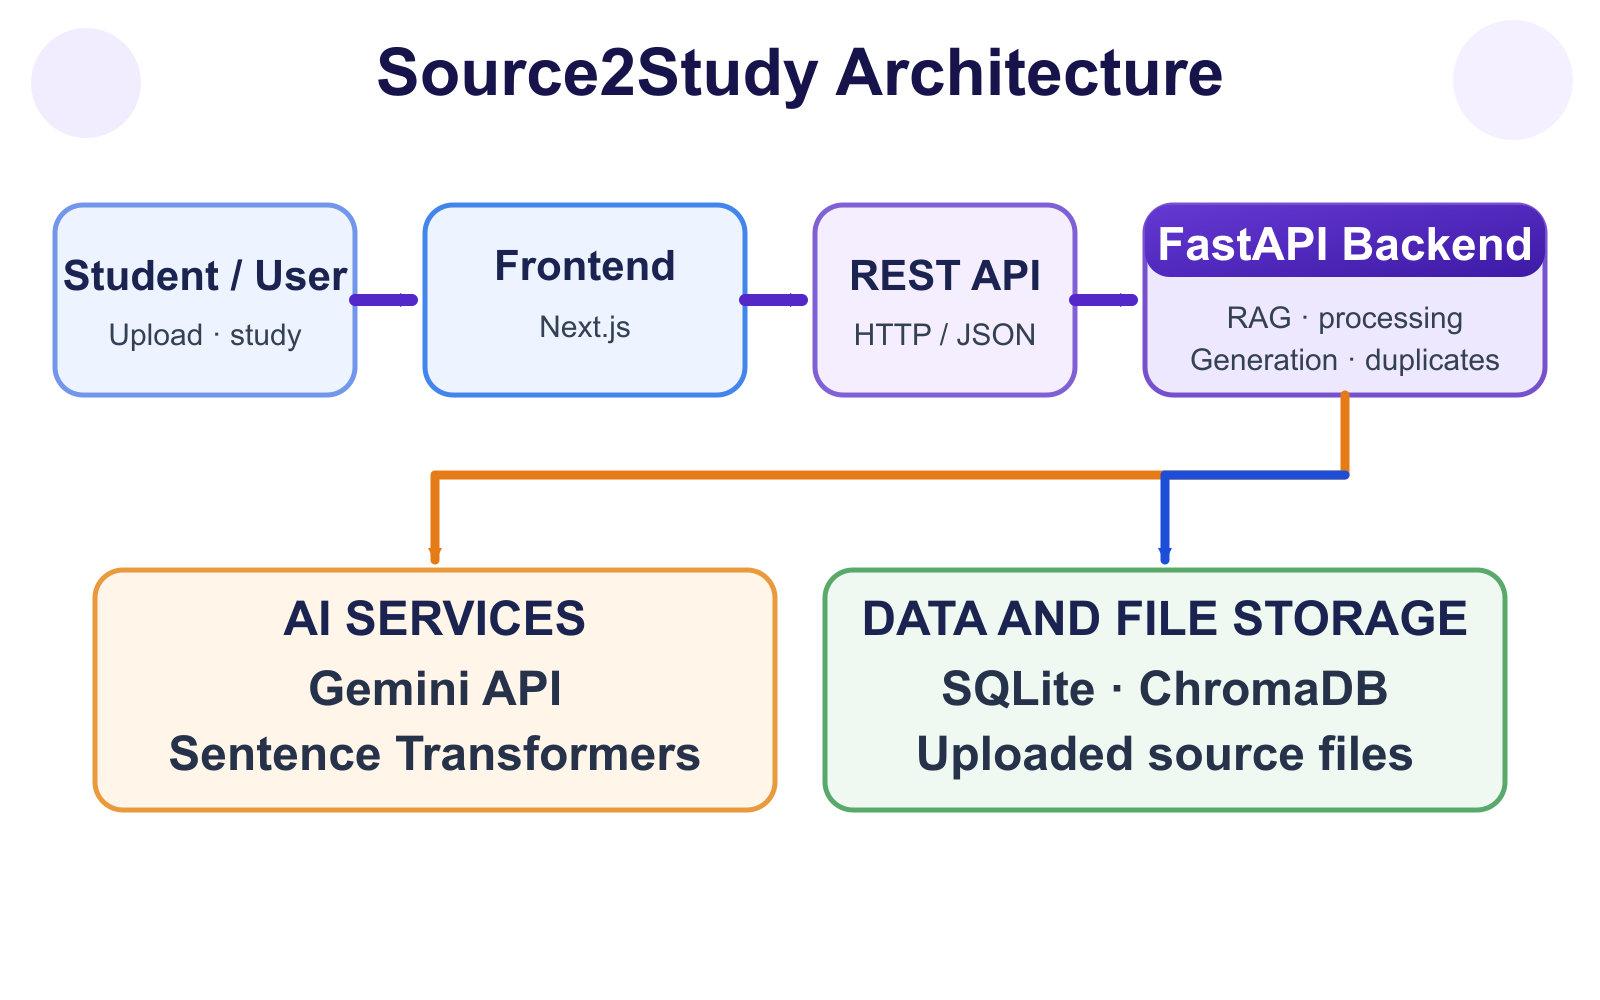 Source2Study Architecture
Student / User
Upload · study
Frontend
Next.js
REST API
HTTP / JSON
FastAPI Backend
RAG · processing
Generation · duplicates
AI SERVICES
Gemini API
Sentence Transformers
DATA AND FILE STORAGE
SQLite · ChromaDB
Uploaded source files